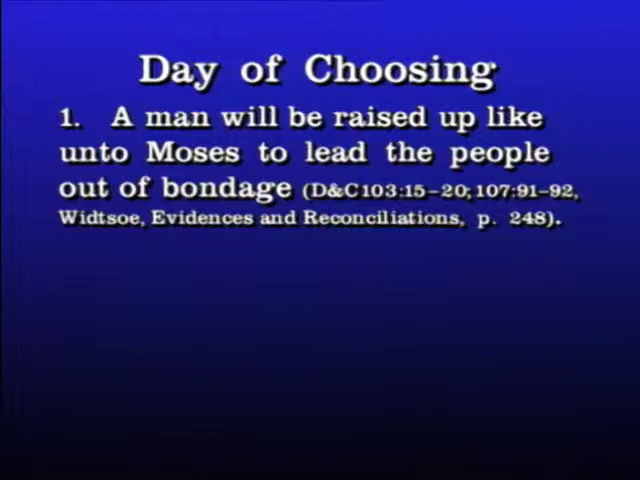 Day of Choosing
1. A man will be raised up like
unto Moses to lead the people
out of bondage (D&C 103:15-20; 107:91-92,
Widtsoe, Evidences and Reconciliations, p. 248).